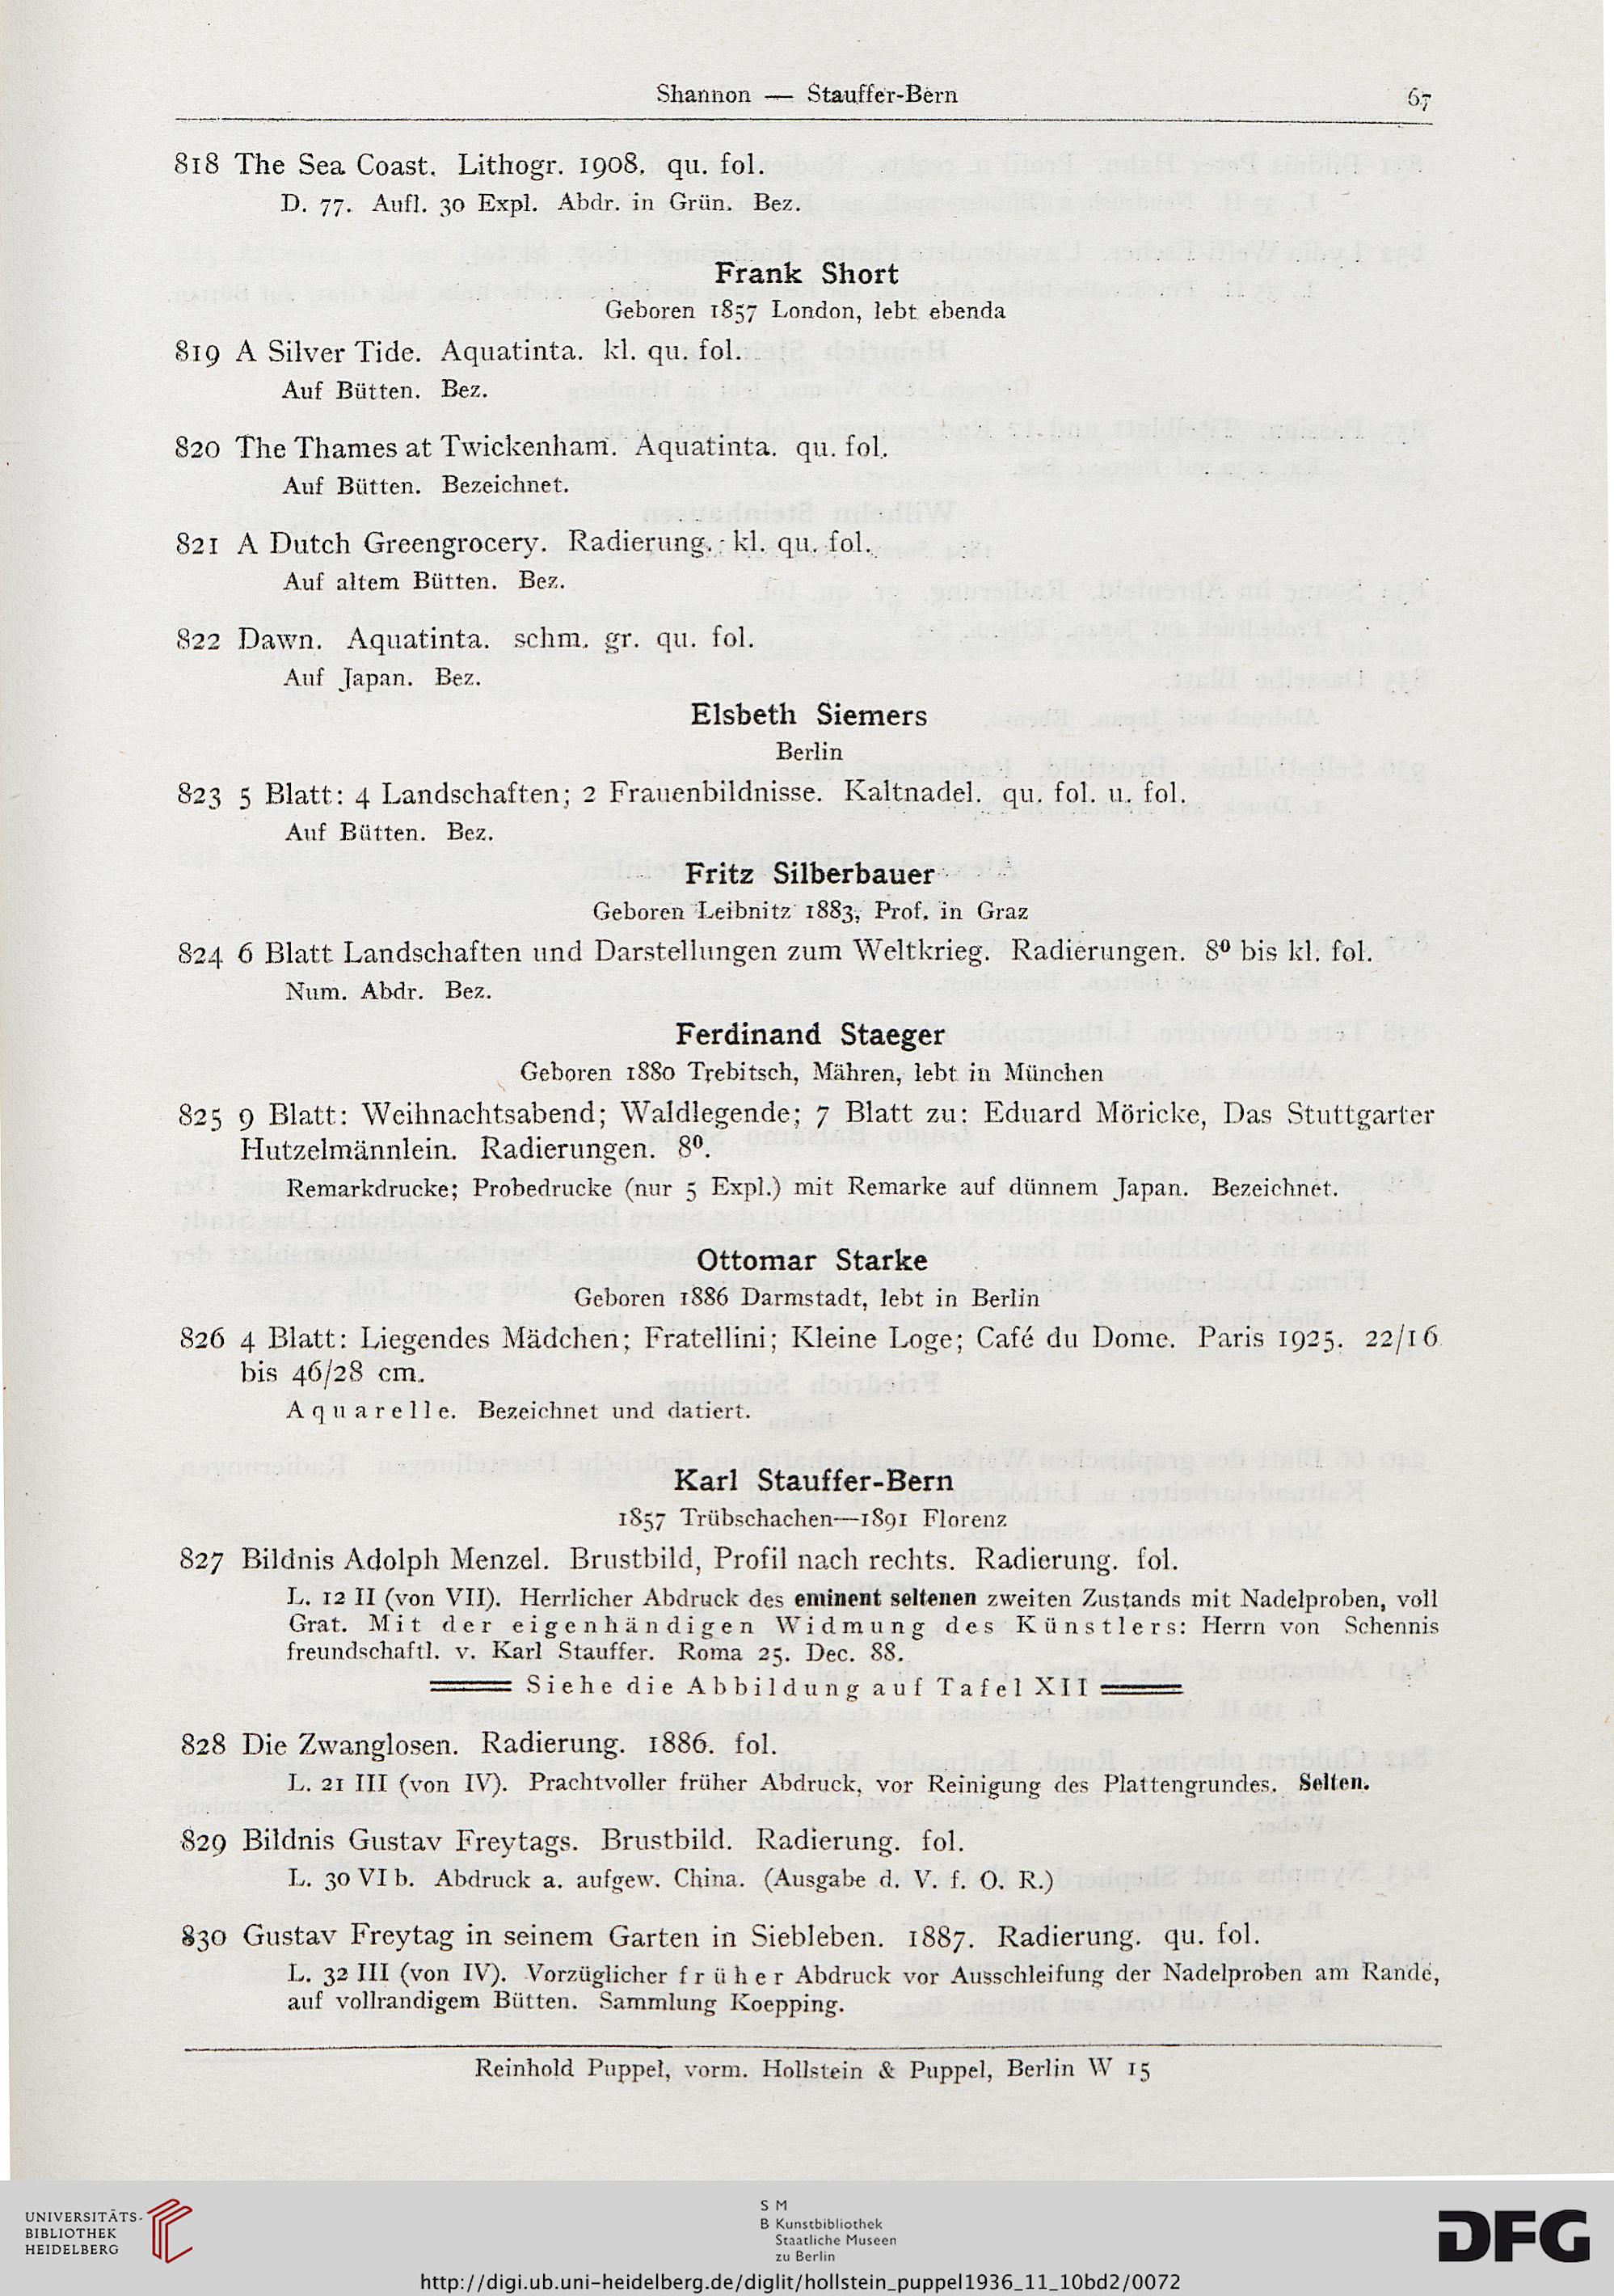 Shannon — Stauffer-Bern 67
818 The Sea Coast. Lithogr. 1908. qu. fol.
D. 77. Aufl. 30 Expl. Abdr. in Grün. Bez.
Frank Short
Geboren 1857 London, lebt ebenda
819 A Silver Tide. Aquatinta. kl. qu. fol.
Auf Bütten. Bez.
820 The Thames at Twickenham. Aquatinta. qu. fol.
Auf Bütten. Bezeichnet.
821 A Dutch Greengrocery. Radierung. kl. qu. fol.
Auf altem Bütten. Bez.
822 Dawn. Aquatinta. schm. gr. qu. fol.
Auf Japan. Bez.
Elsbeth Siemers
Berlin
823 5 Blatt: 4 Landschaften; 2 Frauenbildnisse. Kaltnadel. qu. fol. u. fol.
Auf Bütten. Bez.
Fritz Silberbauer
Geboren Leibnitz 1883, Prof. in Graz
824 6 Blatt Landschaften und Darstellungen zum Weltkrieg. Radierungen. 8⁰ bis kl. fol.
Num. Abdr. Bez.
Ferdinand Staeger
Geboren 1880 Trebitsch, Mähren, lebt in München
825 9 Blatt: Weihnachtsabend; Waldlegende; 7 Blatt zu: Eduard Möricke, Das Stuttgarter
Hutzelmännlein. Radierungen. 8⁰.
Remarkdrucke; Probedrucke (nur 5 Expl.) mit Remarke auf dünnem Japan. Bezeichnet.
Ottomar Starke
Geboren 1886 Darmstadt, lebt in Berlin
826 4 Blatt: Liegendes Mädchen; Fratellini; Kleine Loge; Café du Dome. Paris 1925. 22/16
bis 46/28 cm.
Aquarelle. Bezeichnet und datiert.
Karl Stauffer-Bern
1857 Trübschachen—1891 Florenz
827 Bildnis Adolph Menzel. Brustbild, Profil nach rechts. Radierung. fol.
L. 12 II (von VII). Herrlicher Abdruck des eminent seltenen zweiten Zustands mit Nadelproben, voll
Grat. Mit der eigenhändigen Widmung des Künstlers: Herrn von Schennis
freundschaftl. v. Karl Stauffer. Roma 25. Dec. 88.
Siehe die Abbildung auf Tafel XII
828 Die Zwanglosen. Radierung. 1886. fol.
L. 21 III (von IV). Prachtvoller früher Abdruck, vor Reinigung des Plattengrundes. Selten.
829 Bildnis Gustav Freytags. Brustbild. Radierung. fol.
L. 30 VI b. Abdruck a. aufgew. China. (Ausgabe d. V. f. O. R.)
830 Gustav Freytag in seinem Garten in Siebleben. 1887. Radierung. qu. fol.
L. 32 III (von IV). Vorzüglicher früher Abdruck vor Ausschleifung der Nadelproben am Rande,
auf vollrandigem Bütten. Sammlung Koepping.
Reinhold Puppel, vorm. Hollstein & Puppel, Berlin W 15
UNIVERSITÄTS-
BIBLIOTHEK
HEIDELBERG
S M
B Kunstbibliothek
Staatliche Museen
zu Berlin
DFG
http://digi.ub.uni-heidelberg.de/diglit/hollstein_puppel1936_11_10bd2/0072